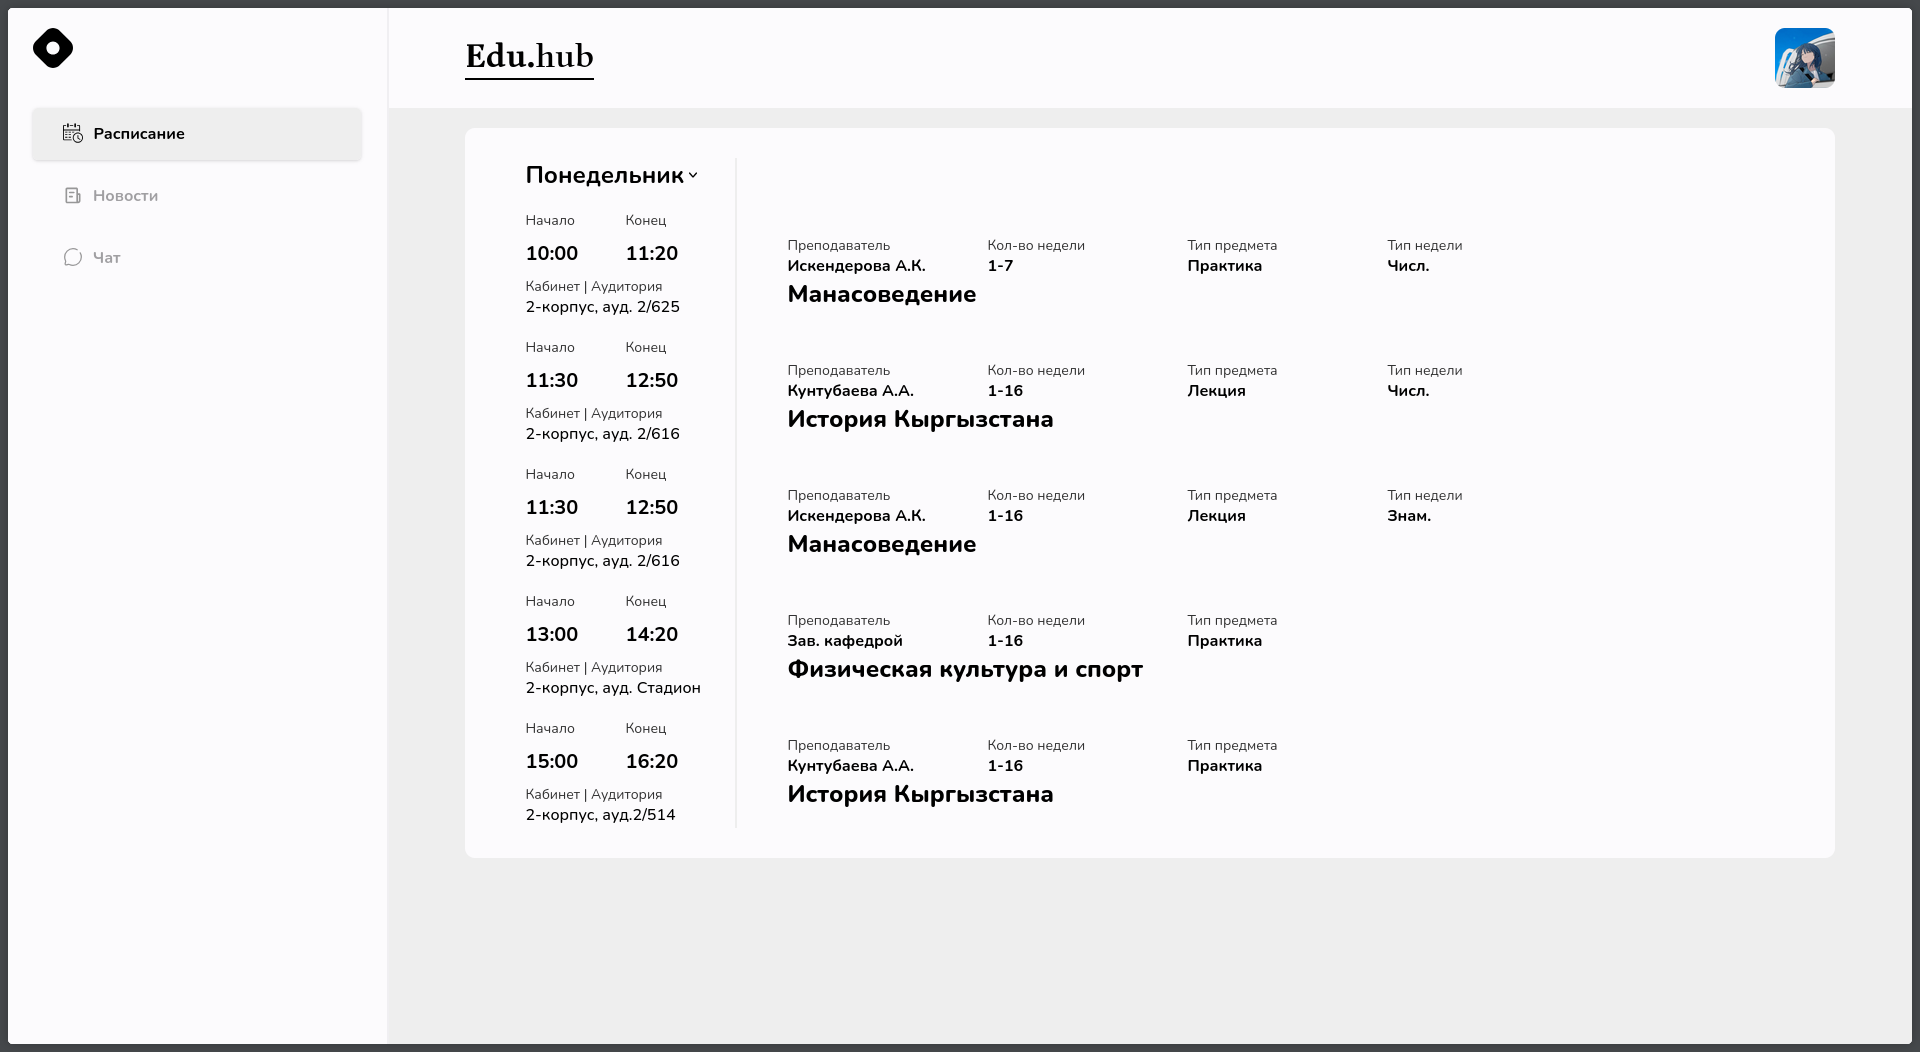 Edu.hub
Расписание
Новости
Чат
Понедельник
Начало Конец
10:00 11:20
Кабинет | Аудитория
2-корпус, ауд. 2/625
Начало Конец
11:30 12:50
Кабинет | Аудитория
2-корпус, ауд. 2/616
Начало Конец
11:30 12:50
Кабинет | Аудитория
2-корпус, ауд. 2/616
Начало Конец
13:00 14:20
Кабинет | Аудитория
2-корпус, ауд. Стадион
Начало Конец
15:00 16:20
Кабинет | Аудитория
2-корпус, ауд.2/514
Преподаватель Кол-во недели Тип предмета Тип недели
Искендерова А.К. 1-7 Практика Числ.
Манасоведение
Преподаватель Кол-во недели Тип предмета Тип недели
Кунтубаева А.А. 1-16 Лекция Числ.
История Кыргызстана
Преподаватель Кол-во недели Тип предмета Тип недели
Искендерова А.К. 1-16 Лекция Знам.
Манасоведение
Преподаватель Кол-во недели Тип предмета
Зав. кафедрой 1-16 Практика
Физическая культура и спорт
Преподаватель Кол-во недели Тип предмета
Кунтубаева А.А. 1-16 Практика
История Кыргызстана